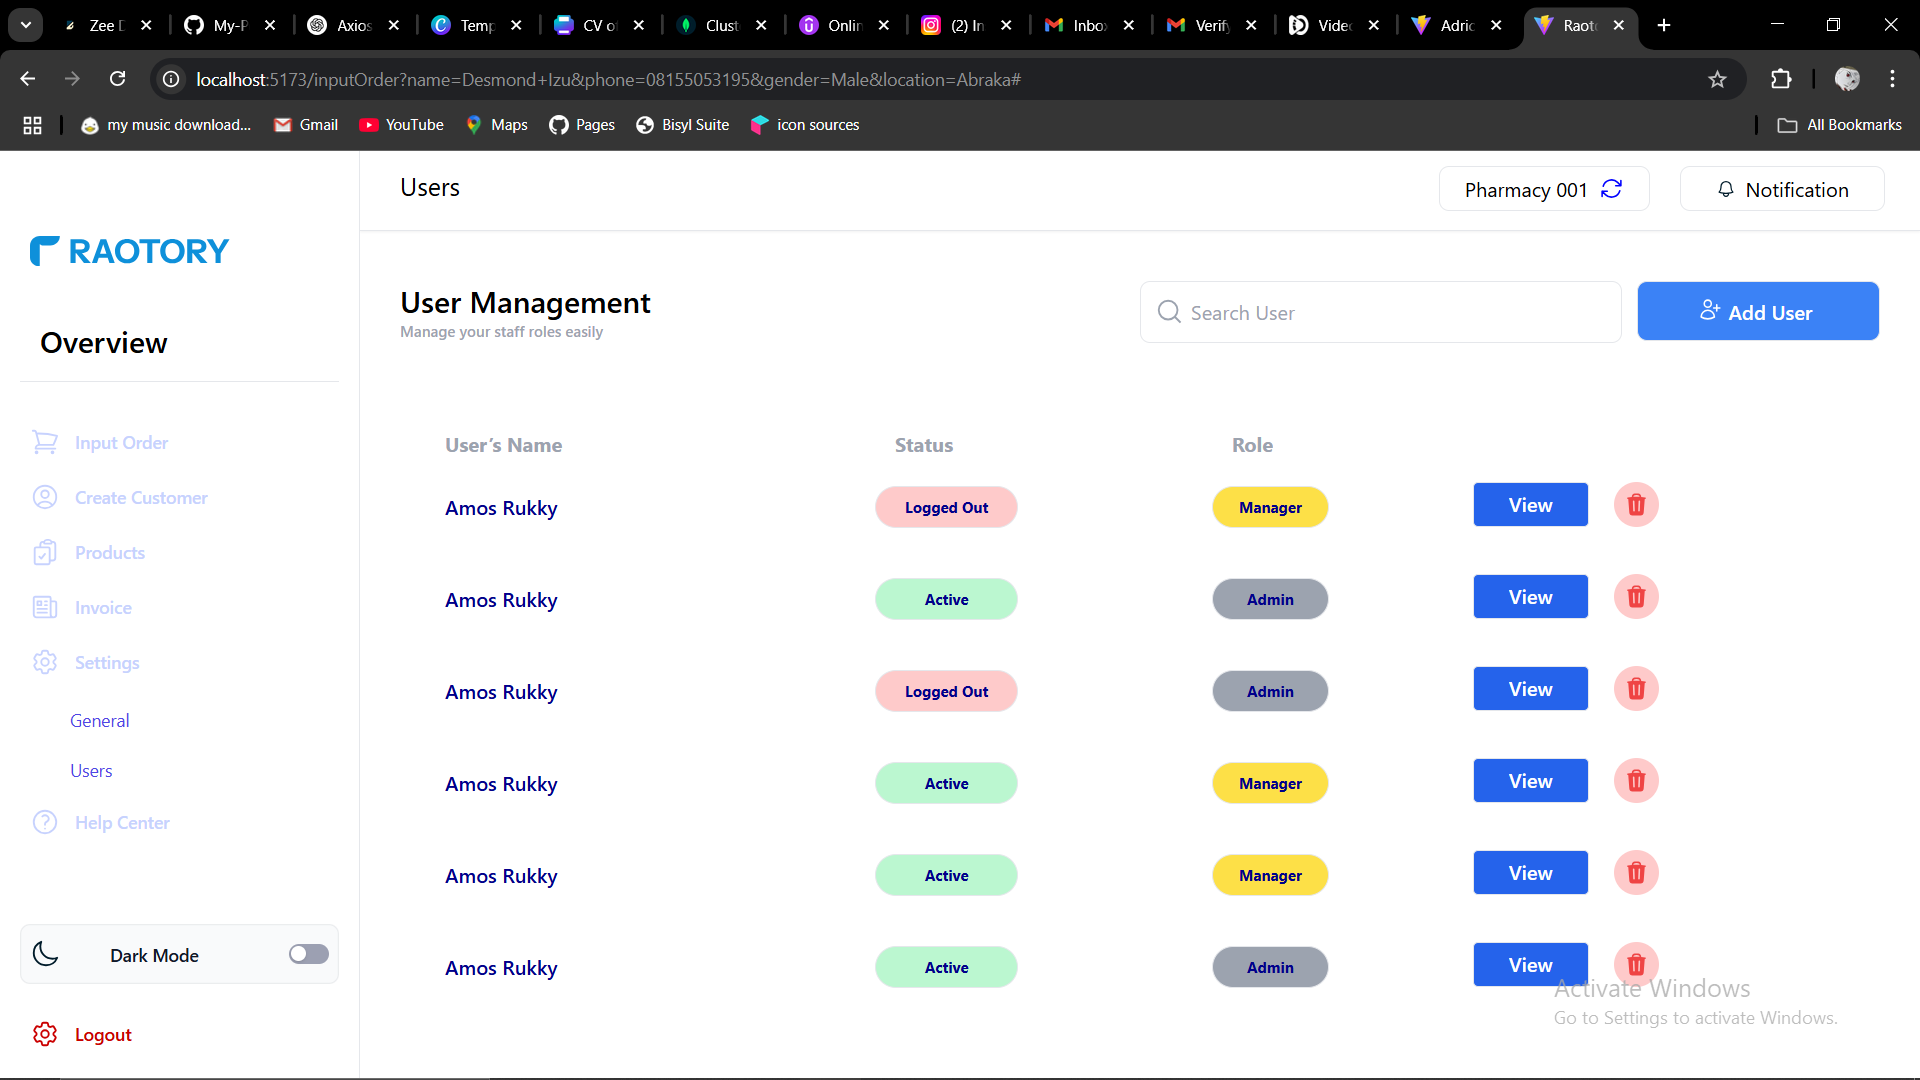 Zee D
My-P
Axios
Temp
CV o
Clust
Onlin
(2) In
Inbo
Verify
Vide
Adric
Raoto
localhost:5173/inputOrder?name=Desmond+Izu&phone=08155053195&gender=Male&location=Abraka#
my music download...
Gmail
YouTube
Maps
Pages
Bisyl Suite
icon sources
All Bookmarks
RAOTORY
Overview
Input Order
Create Customer
Products
Invoice
Settings
General
Users
Help Center
Dark Mode
Logout
Users
Pharmacy 001
Notification
User Management
Manage your staff roles easily
Search User
Add User
User’s Name Status Role
Amos Rukky Logged Out Manager View
Amos Rukky Active Admin View
Amos Rukky Logged Out Admin View
Amos Rukky Active Manager View
Amos Rukky Active Manager View
Amos Rukky Active Admin View
Activate Windows
Go to Settings to activate Windows.